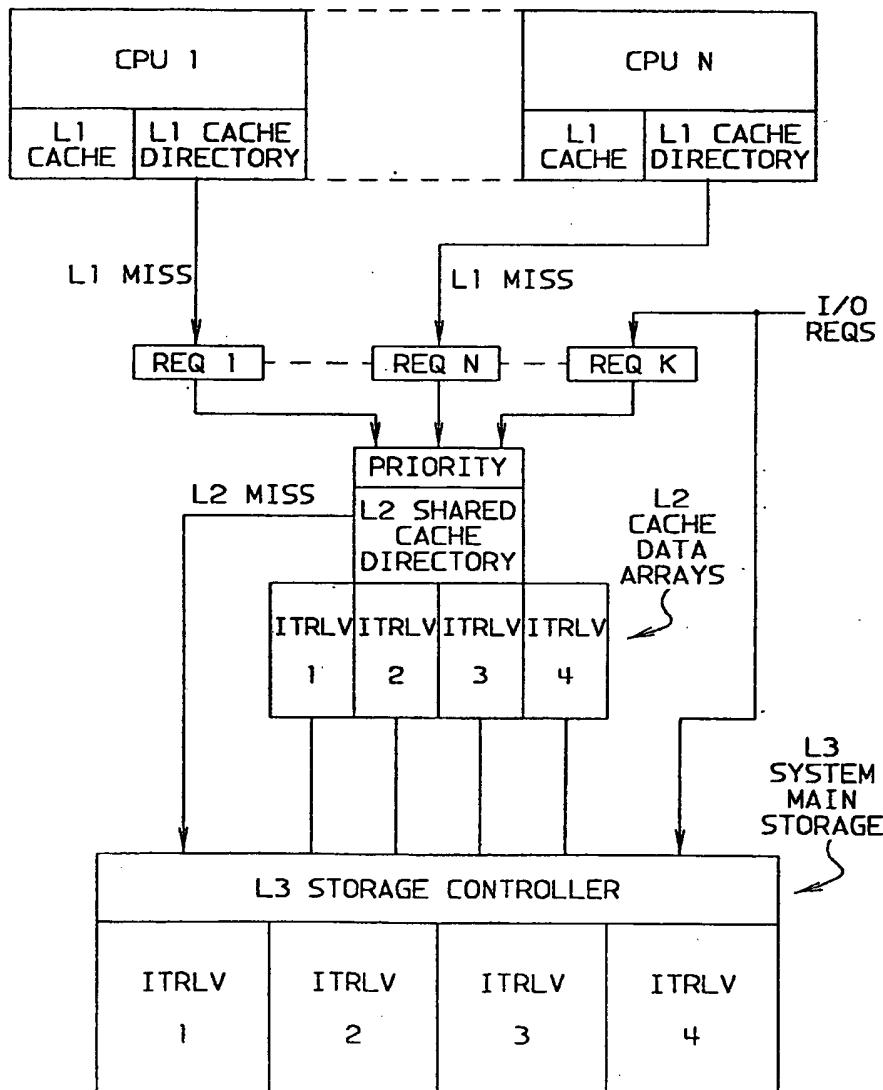 CPU 1
CPU N
L1
CACHE
L1 CACHE
DIRECTORY
L1
CACHE
L1 CACHE
DIRECTORY
L1 MISS
L1 MISS
I/O
REQS
REQ 1
REQ N
REQ K
PRIORITY
L2 MISS
L2 SHARED
CACHE
DIRECTORY
L2
CACHE
DATA
ARRAYS
ITRLV
1
ITRLV
2
ITRLV
3
ITRLV
4
L3
SYSTEM
MAIN
STORAGE
L3 STORAGE CONTROLLER
ITRLV
1
ITRLV
2
ITRLV
3
ITRLV
4